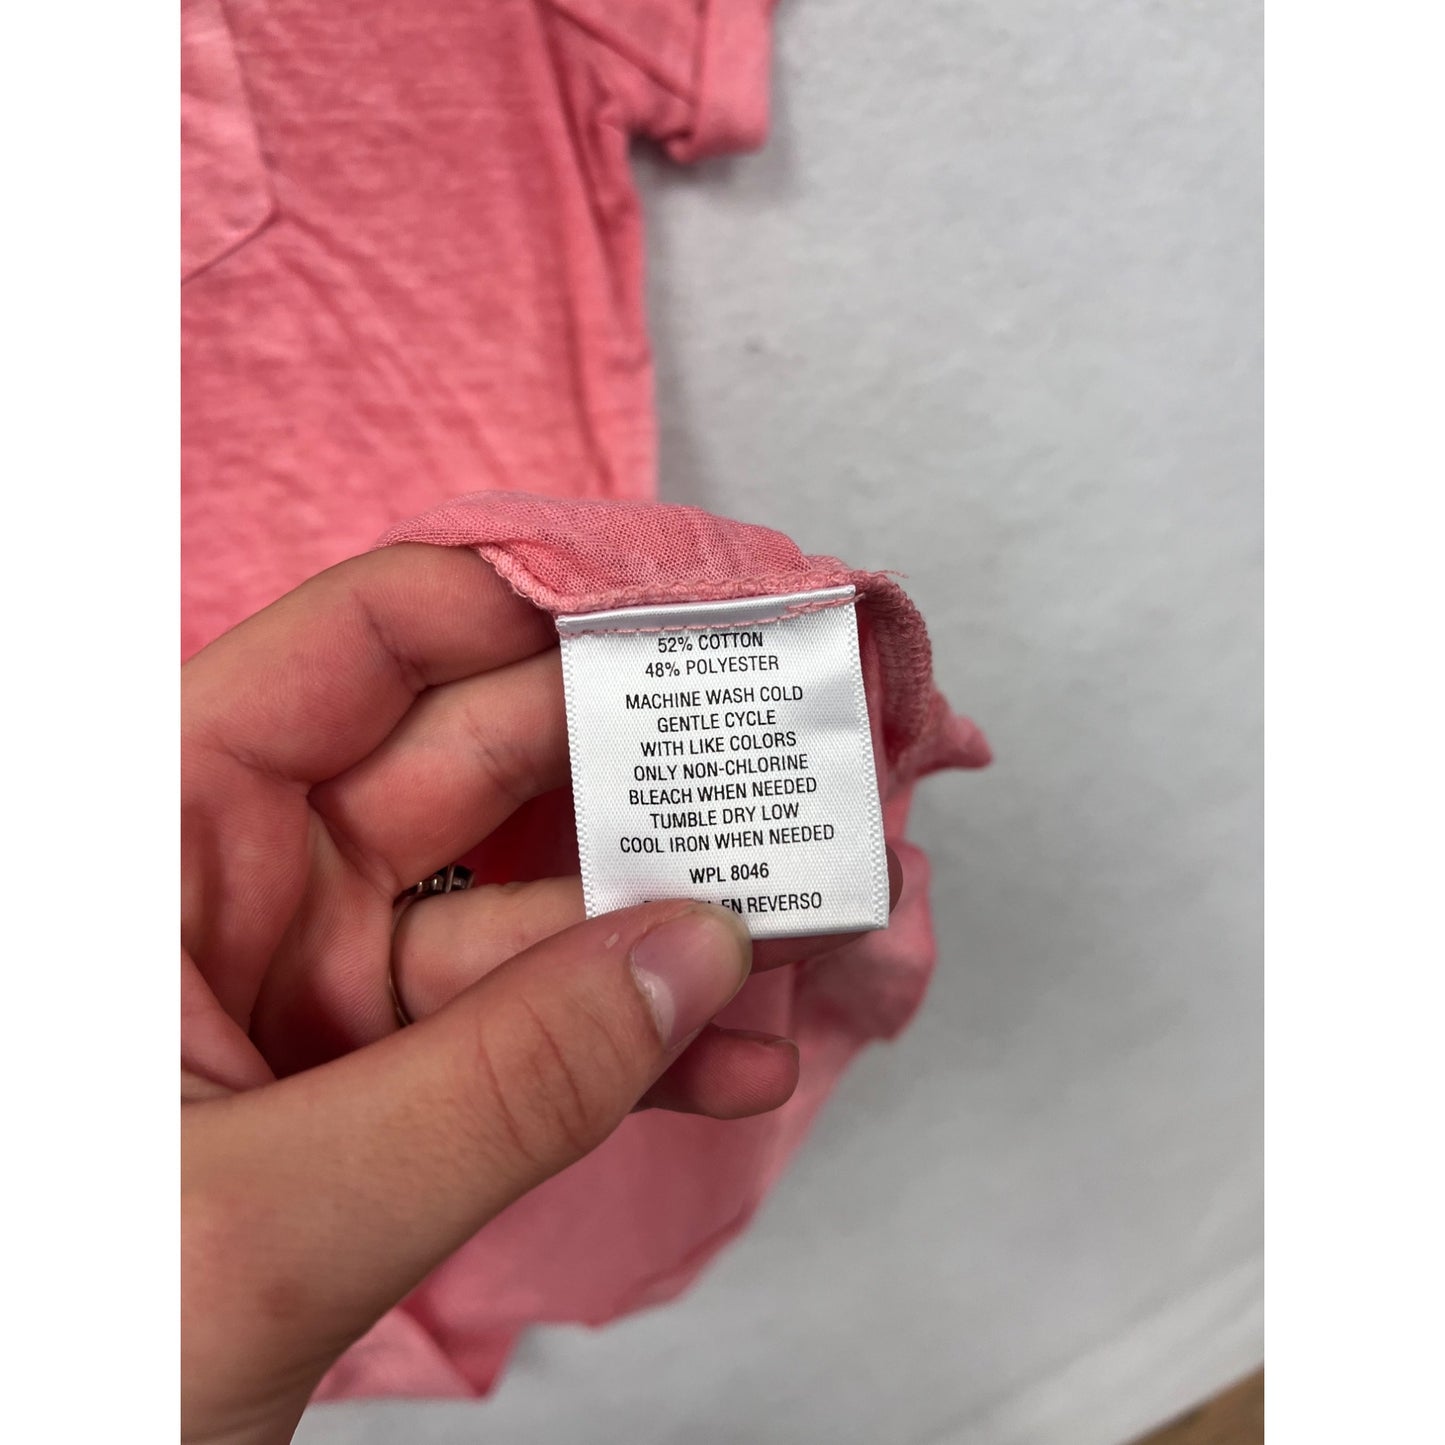 52% COTTON
48% POLYESTER
MACHINE WASH COLD
GENTLE CYCLE
WITH LIKE COLORS
ONLY NON-CHLORINE
BLEACH WHEN NEEDED
TUMBLE DRY LOW
COOL IRON WHEN NEEDED
WPL 8046
EN REVERSO